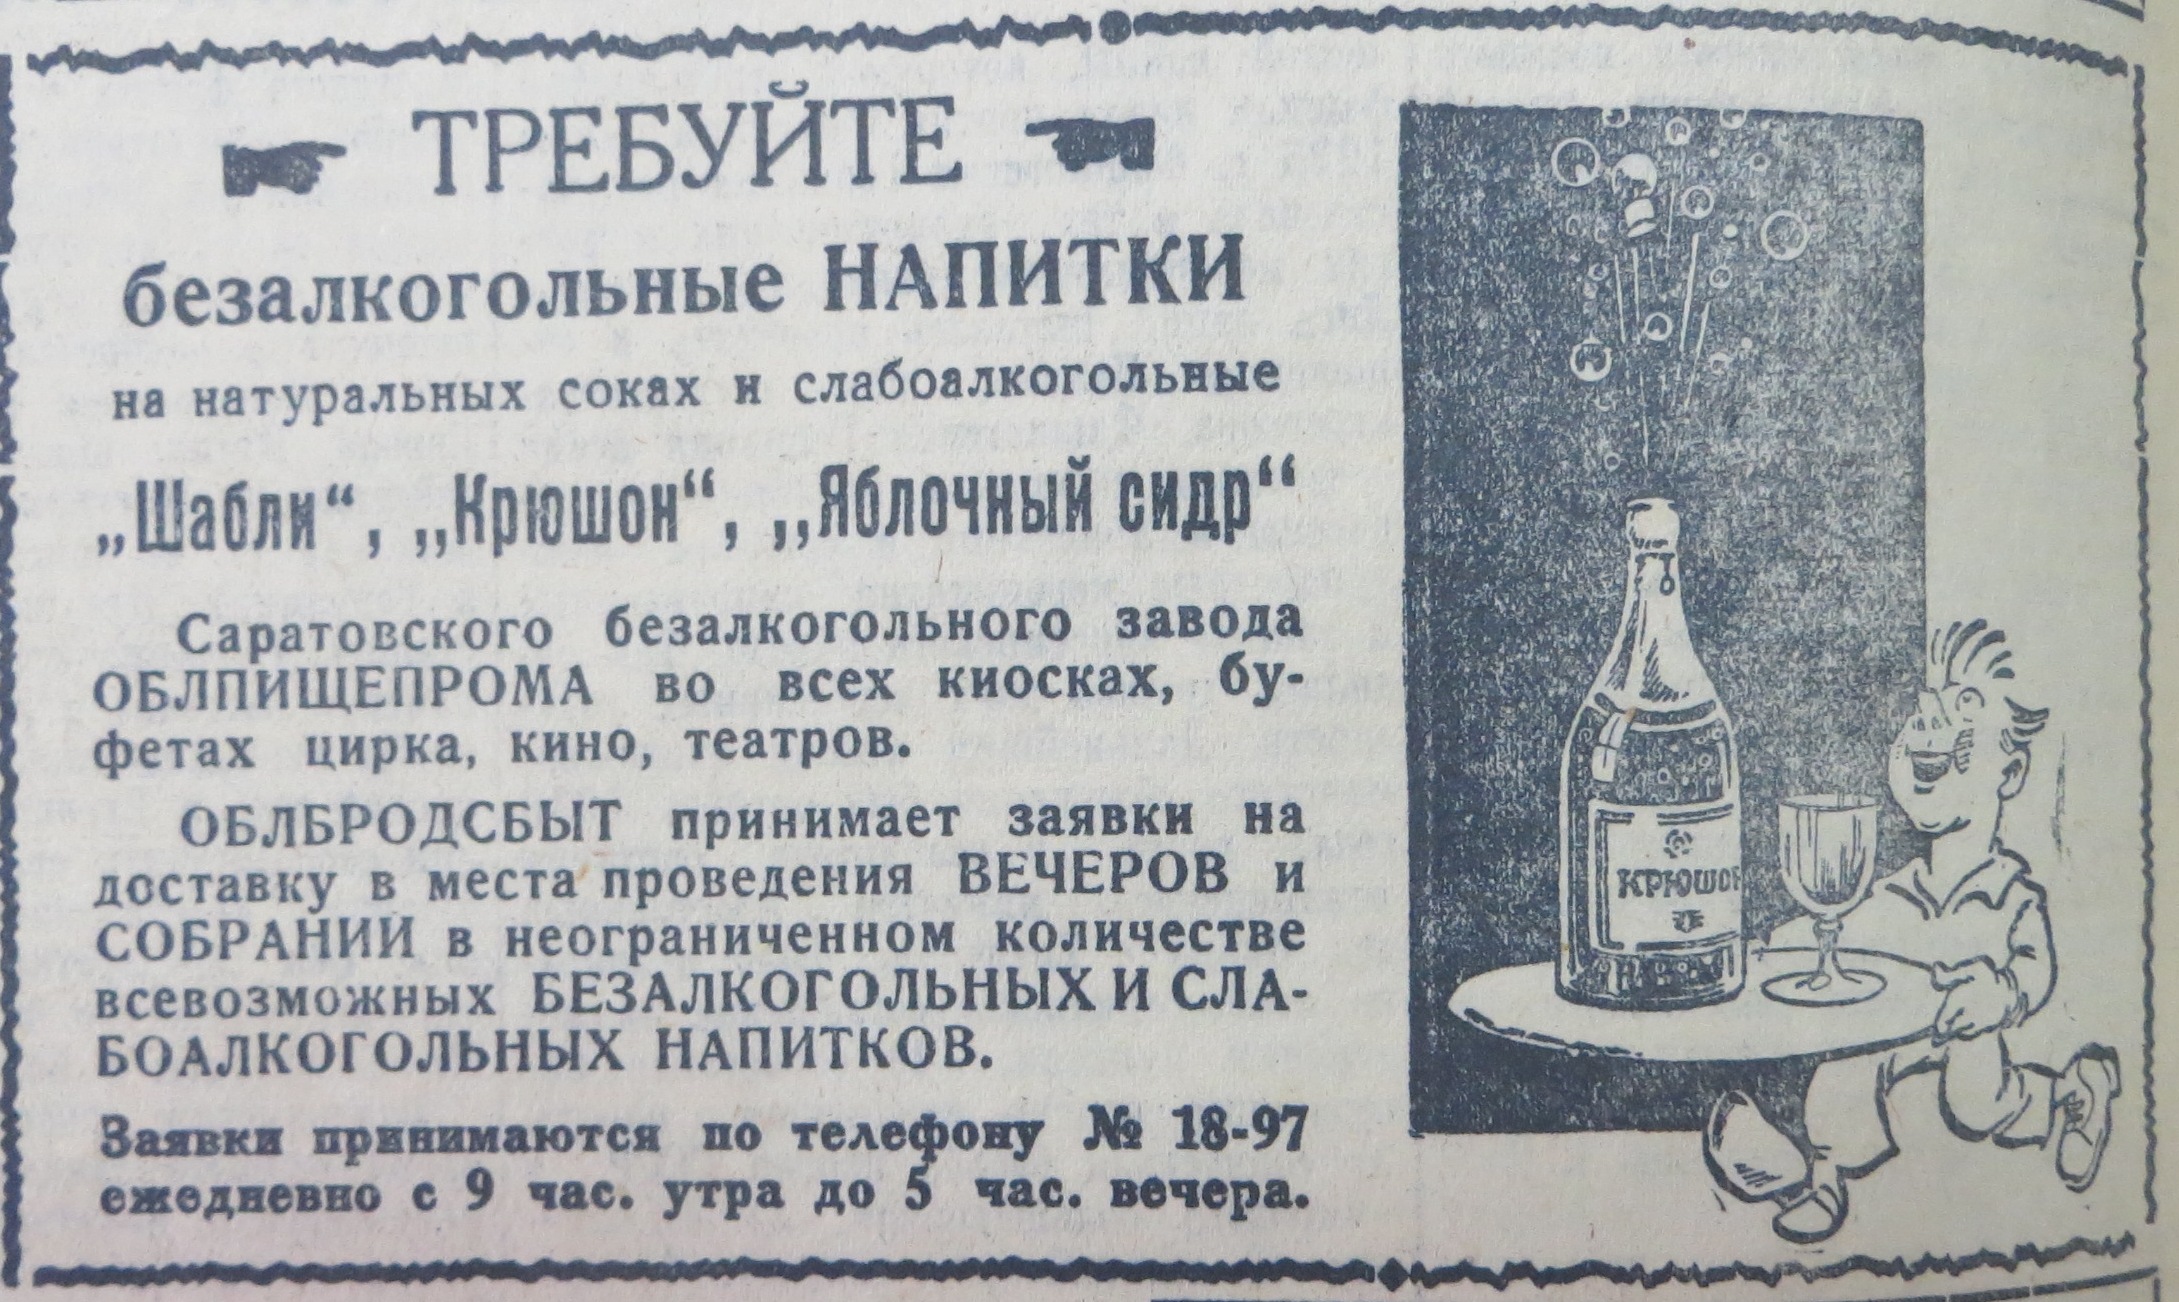 ТРЕБУЙТЕ
безалкогольные НАПИТКИ
на натуральных соках и слабоалкогольные
„Шабли“, „Крюшон“, „Яблочный сидр“
Саратовского безалкогольного завода
ОБЛПИЩЕПРОМА во всех киосках, бу-
фетах цирка, кино, театров.
ОБЛБРОДСБЫТ принимает заявки на
доставку в места проведения ВЕЧЕРОВ и
СОБРАНИЙ в неограниченном количестве
всевозможных БЕЗАЛКОГОЛЬНЫХ И СЛА-
БОАЛКОГОЛЬНЫХ НАПИТКОВ.
Заявки принимаются по телефону № 18-97
ежедневно с 9 час. утра до 5 час. вечера.
КРЮШОН